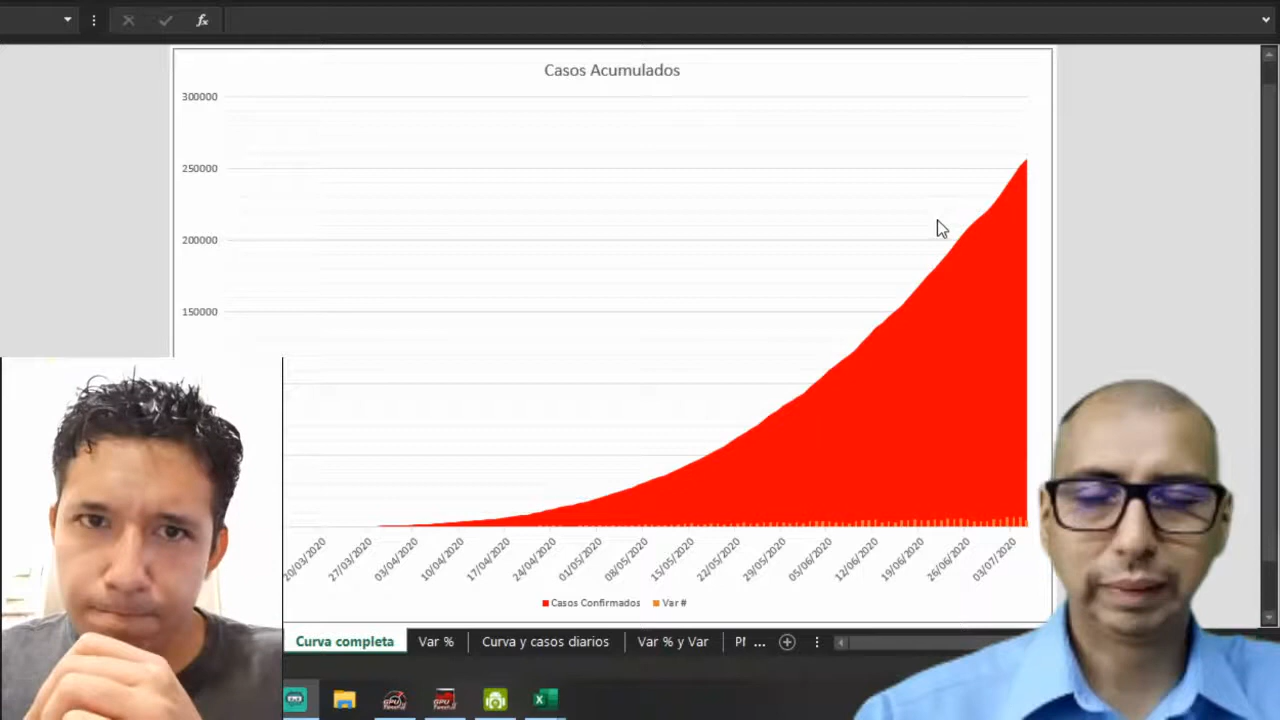 fx
Casos Acumulados
300000
250000
200000
150000
20/03/2020 27/03/2020 03/04/2020 10/04/2020 17/04/2020 24/04/2020 01/05/2020 08/05/2020 15/05/2020 22/05/2020 29/05/2020 05/06/2020 12/06/2020 19/06/2020 26/06/2020 03/07/2020
Casos Confirmados Var #
Curva completa Var % Curva y casos diarios Var % y Var
GPU GPU X